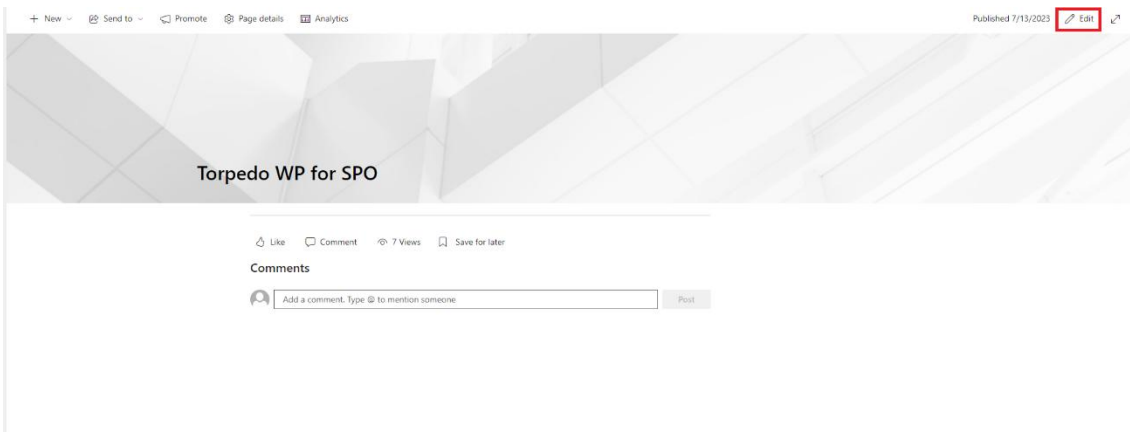 New Send to Promote Page details Analytics Published 7/13/2023 Edit
Torpedo WP for SPO
Like Comment 7 Views Save for later
Comments
Add a comment. Type @ to mention someone Post